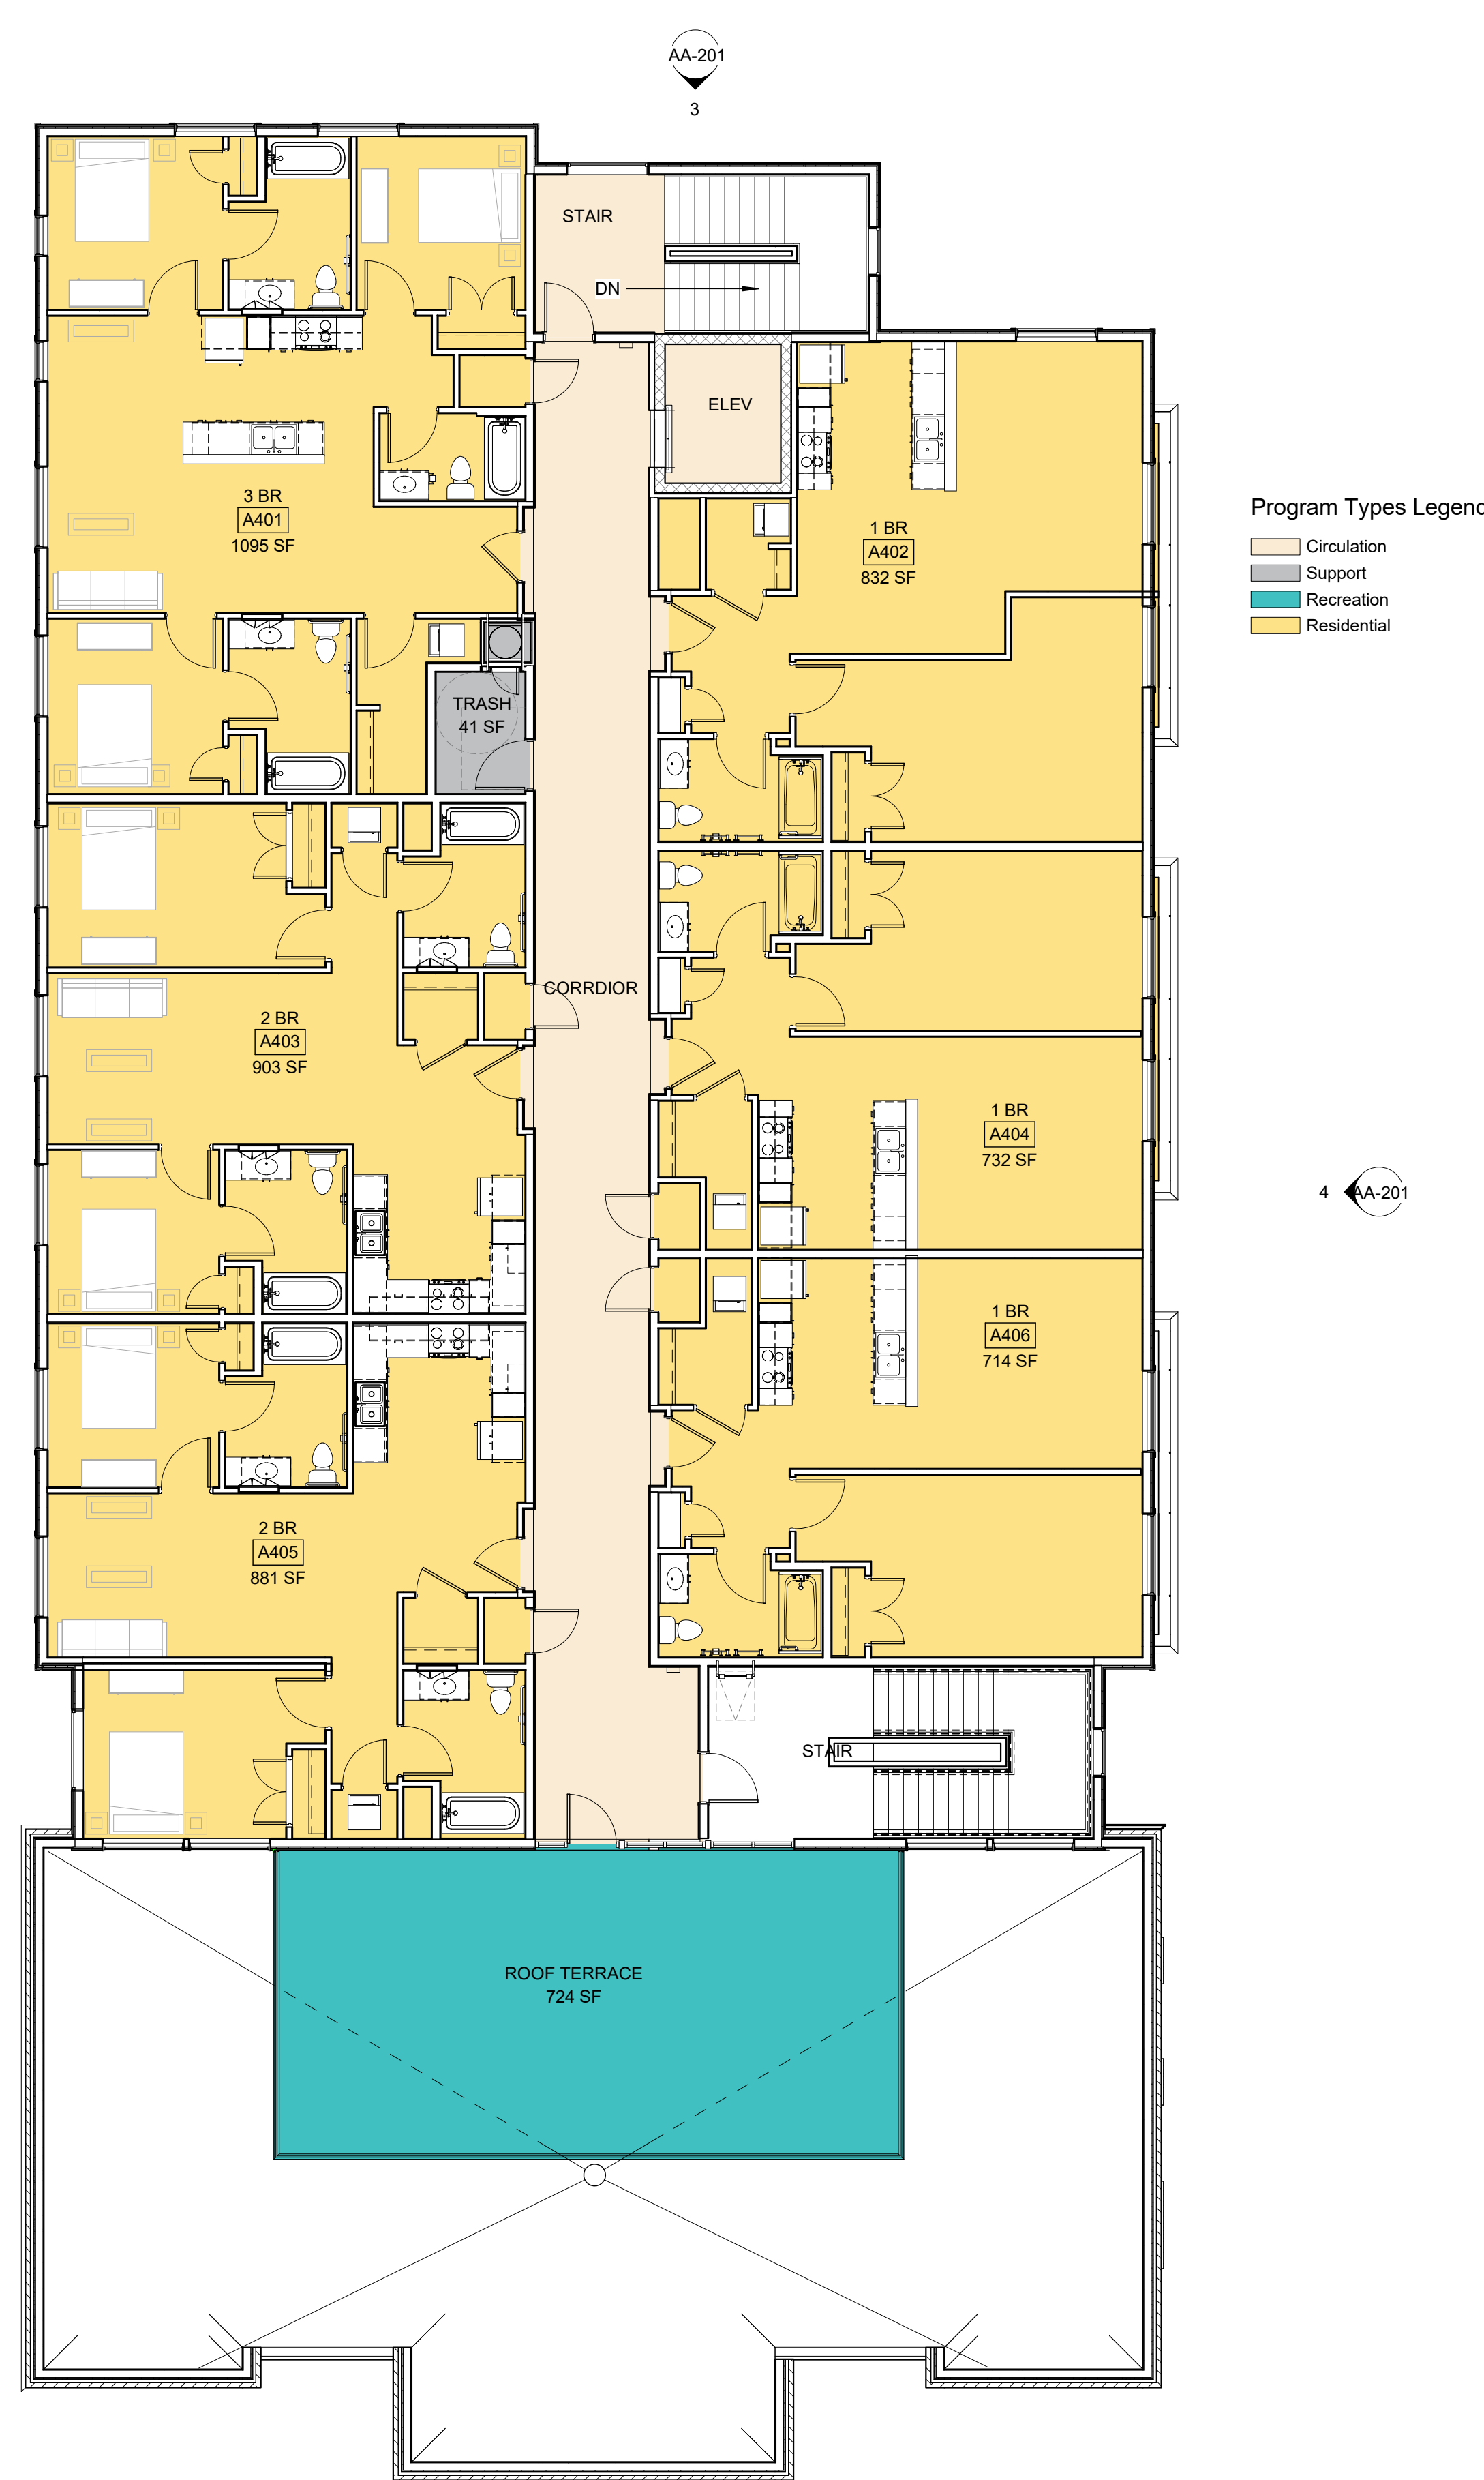 AA-201
3
STAIR
DN
ELEV
3 BR
A401
1095 SF
1 BR
A402
832 SF
Program Types Legend
Circulation
Support
Recreation
Residential
TRASH
41 SF
CORRDIOR
2 BR
A403
903 SF
1 BR
A404
732 SF
4
AA-201
1 BR
A406
714 SF
2 BR
A405
881 SF
STAIR
ROOF TERRACE
724 SF